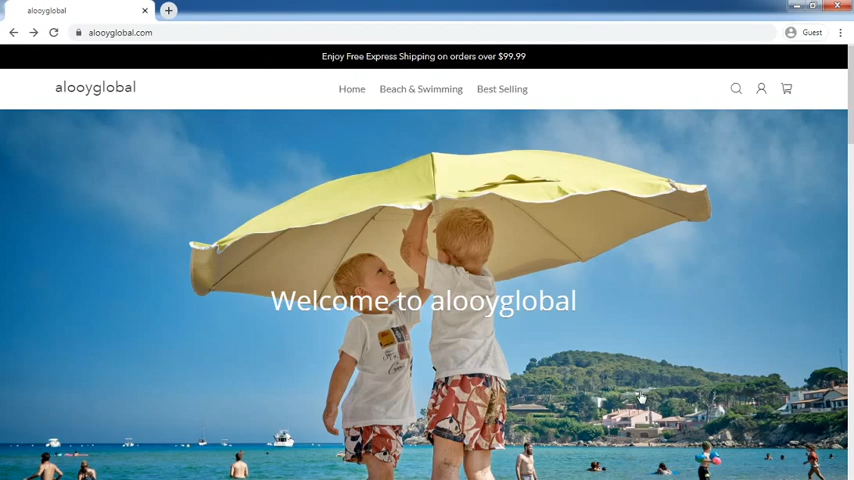 alooyglobal
alooyglobal.com
Guest
Enjoy Free Express Shipping on orders over $99.99
alooyglobal
Home Beach & Swimming Best Selling
Welcome to alooyglobal